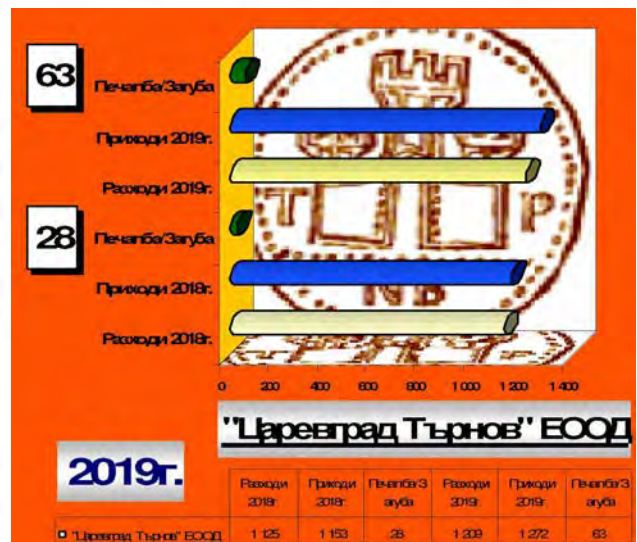 63
Печалба/Загуба
Приходи 2019г.
Разходи 2019г.
28
Печалба/Загуба
Приходи 2018г.
Разходи 2018г.
Т Р
NB
0 200 400 600 800 1 000 1 200 1 400
"Царевград Търнов" ЕООД
2019г.
Разходи 2018г. Приходи 2018г. Печалба/Загуба Разходи 2019г. Приходи 2019г. Печалба/Загуба
"Царевград Търнов" ЕООД 1 125 1 153 28 1 209 1 272 63